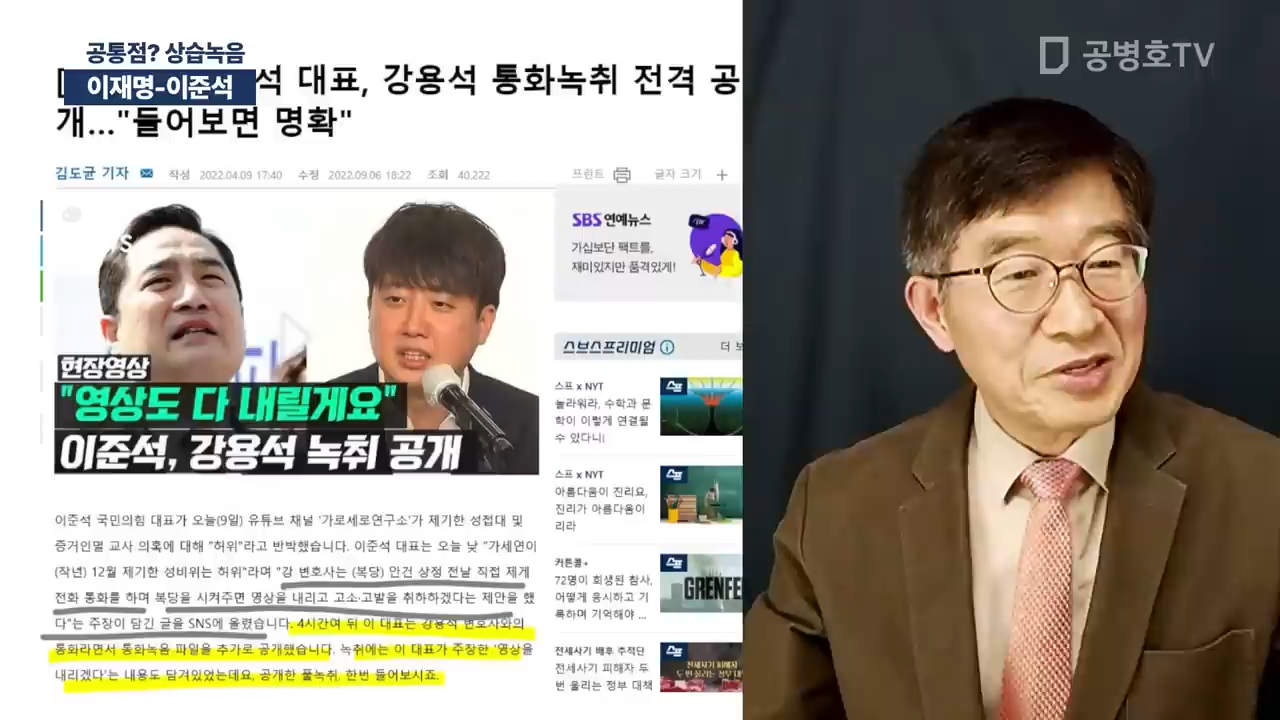 공통점? 상습녹음
이재명-이준석
공병호TV
석 대표, 강용석 통화녹취 전격 공
개..."들어보면 명확"
김도균 기자 작성 2022.04.09 17:40 수정 2022.09.06 18:22 조회 40,222
프린트 글자 크기 +
현장영상
"영상도 다 내릴게요"
이준석, 강용석 녹취 공개
이준석 국민의힘 대표가 오늘(9일) 유튜브 채널 '가로세로연구소'가 제기한 성접대 및
증거인멸 교사 의혹에 대해 "허위"라고 반박했습니다. 이준석 대표는 오늘 낮 "가세연이
(작년) 12월 제기한 성비위는 허위"라며 "강 변호사는 (복당) 안건 상정 전날 직접 제게
전화 통화를 하며 복당을 시켜주면 영상을 내리고 고소·고발을 취하하겠다는 제안을 했
다"는 주장이 담긴 글을 SNS에 올렸습니다. 4시간여 뒤 이 대표는 강용석 변호사와의
통화라면서 통화녹음 파일을 추가로 공개했습니다. 녹취에는 이 대표가 주장한 '영상을
내리겠다'는 내용도 담겨있었는데요, 공개한 풀녹취, 한번 들어보시죠.
SBS 연예뉴스
가십보단 팩트를,
재미있지만 품격있게!
스브스프리미엄 더 보
스프 x NYT
놀라워라, 수학과 문
학이 이렇게 연결될
수 있다니!
스프
스프 x NYT
아름다움이 진리요,
진리가 아름다움이
리라
스프
커튼콜+
72명이 희생된 참사,
어떻게 응시하고 기
록하며 기억해야 ...
스프
GRENFE
전세사기 배후 추적단
전세사기 피해자 두
번 울리는 정부 대책
스프
전세사기 피해자